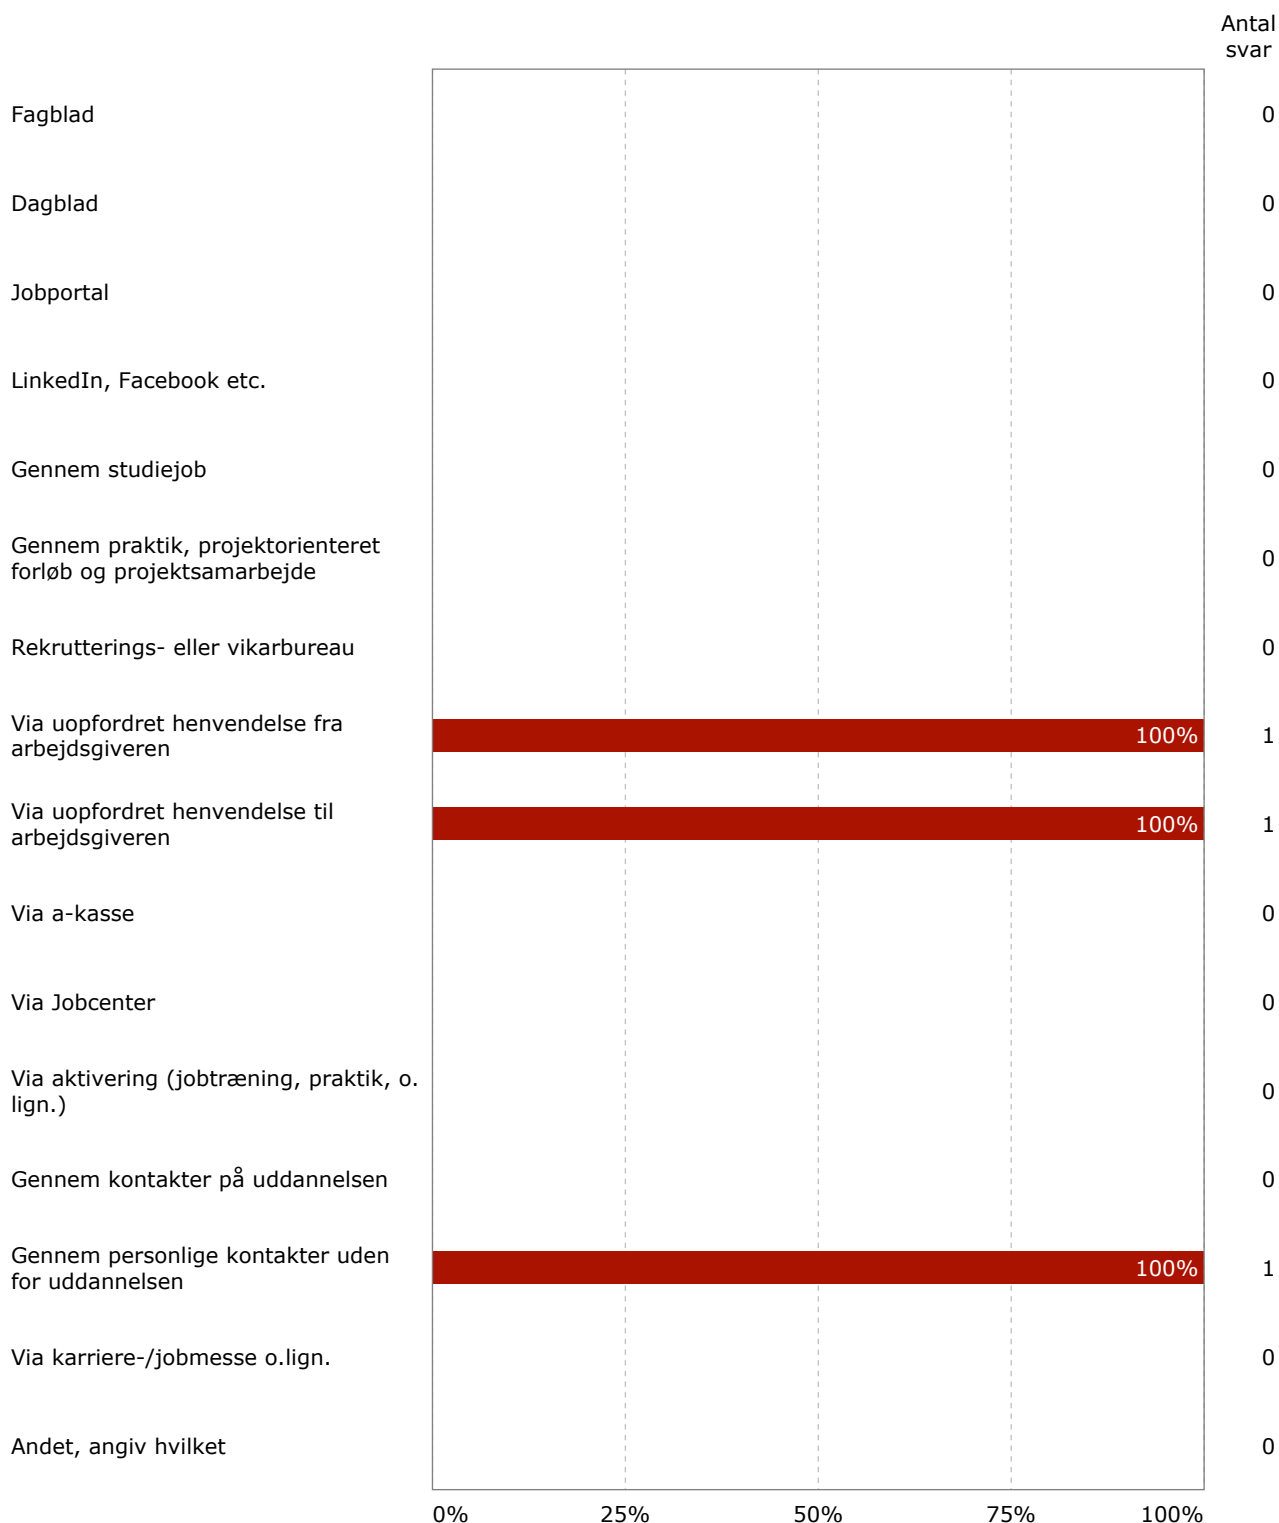 Antal
svar
Fagblad 0
Dagblad 0
Jobportal 0
LinkedIn, Facebook etc. 0
Gennem studiejob 0
Gennem praktik, projektorienteret
forløb og projektsamarbejde 0
Rekrutterings- eller vikarbureau 0
Via uopfordret henvendelse fra
arbejdsgiveren 100% 1
Via uopfordret henvendelse til
arbejdsgiveren 100% 1
Via a-kasse 0
Via Jobcenter 0
Via aktivering (jobtræning, praktik, o.
lign.) 0
Gennem kontakter på uddannelsen 0
Gennem personlige kontakter uden
for uddannelsen 100% 1
Via karriere-/jobmesse o.lign. 0
Andet, angiv hvilket 0
0% 25% 50% 75% 100%